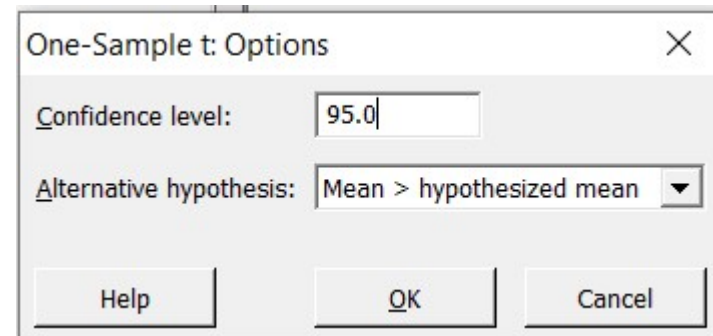 One-Sample t: Options
Confidence level: 95.0
Alternative hypothesis: Mean > hypothesized mean
Help OK Cancel